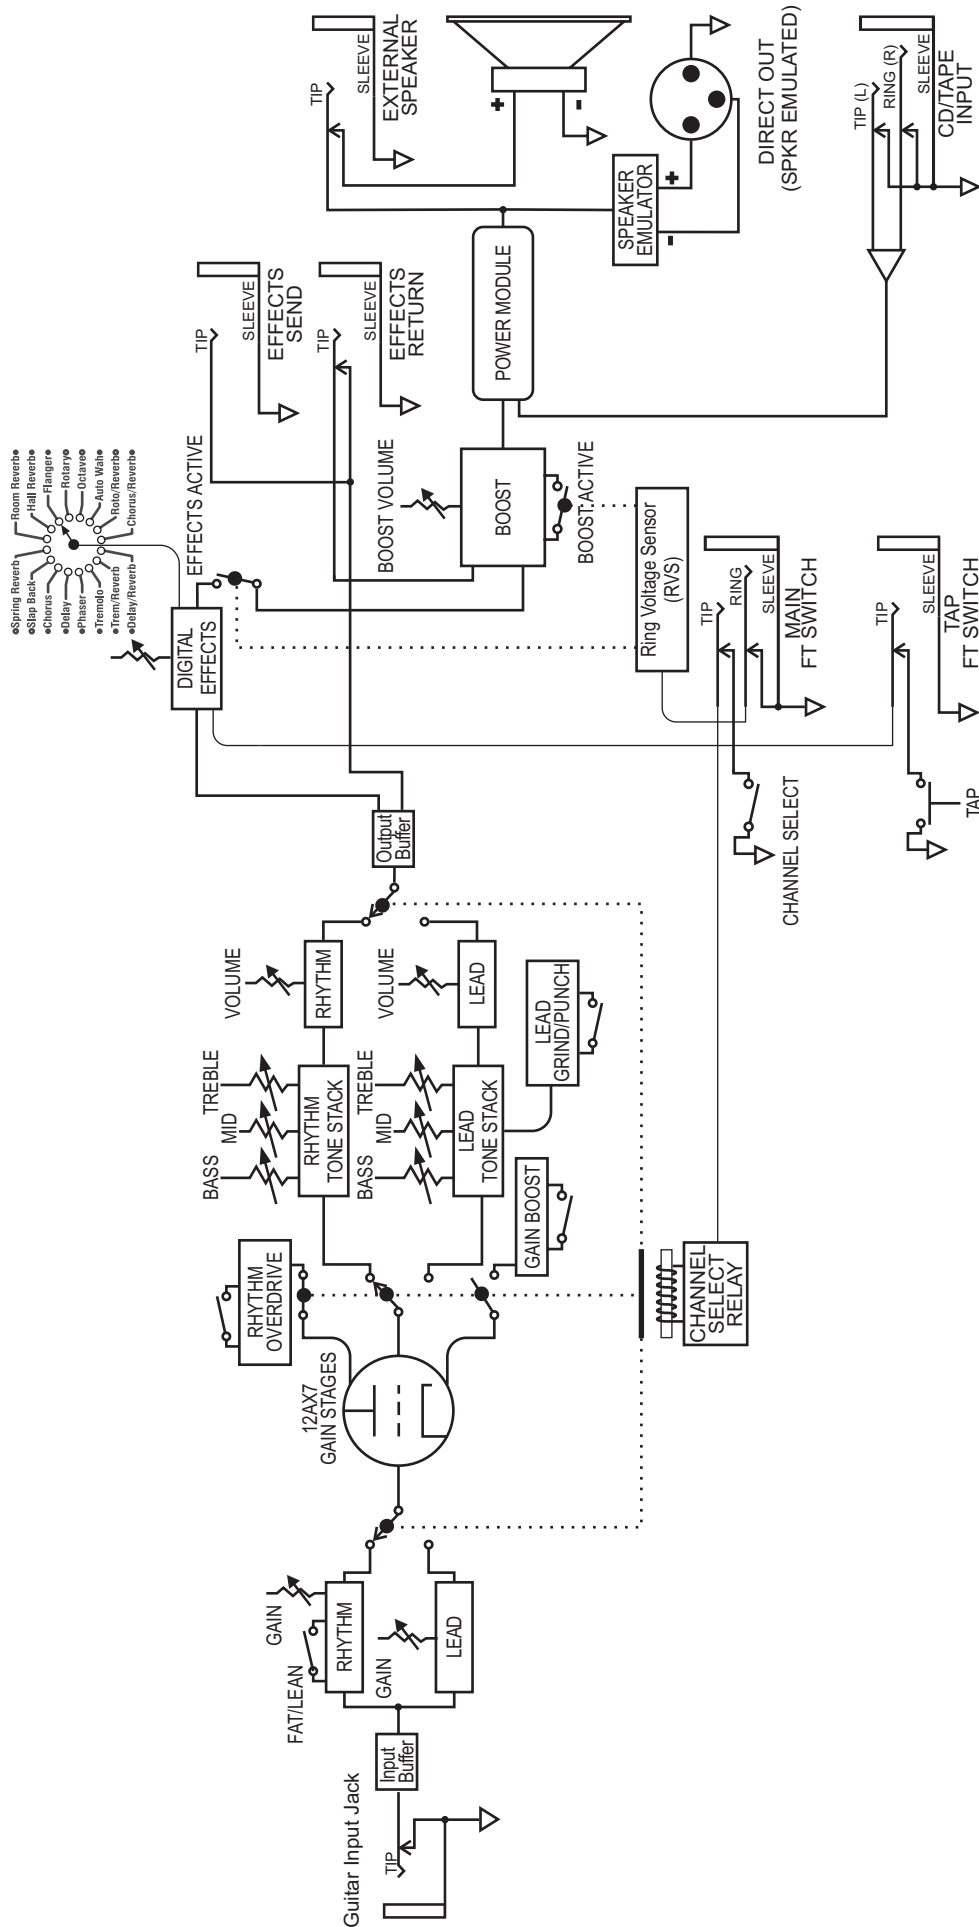 Guitar Input Jack
TIP
Input
Buffer
FAT/LEAN
GAIN
RHYTHM
GAIN
LEAD
12AX7
GAIN STAGES
RHYTHM
OVERDRIVE
GAIN BOOST
BASS
MID
TREBLE
RHYTHM
TONE STACK
BASS
MID
TREBLE
LEAD
TONE STACK
LEAD
GRIND/PUNCH
VOLUME
RHYTHM
VOLUME
LEAD
Output
Buffer
CHANNEL
SELECT
RELAY
CHANNEL SELECT
TAP
DIGITAL
EFFECTS
Spring Reverb
Slap Back
Chorus
Delay
Phaser
Tremolo
Trem/Reverb
Delay/Reverb
Room Reverb
Hall Reverb
Flanger
Rotary
Octave
Auto Wah
Roto/Reverb
Chorus/Reverb
EFFECTS ACTIVE
Ring Voltage Sensor
(RVS)
TIP
RING
SLEEVE
MAIN
FT SWITCH
TIP
SLEEVE
TAP
FT SWITCH
BOOST VOLUME
BOOST
BOOST ACTIVE
TIP
SLEEVE
EFFECTS
SEND
TIP
SLEEVE
EFFECTS
RETURN
POWER MODULE
TIP
SLEEVE
EXTERNAL
SPEAKER
+
-
SPEAKER
EMULATOR
+
-
DIRECT OUT
(SPKR EMULATED)
TIP (L)
RING (R)
SLEEVE
CD/TAPE
INPUT